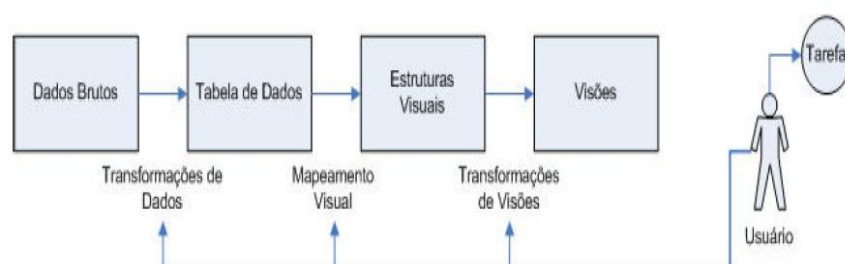 Dados Brutos
Tabela de Dados
Estruturas
Visuais
Visões
Tarefa
Transformações de
Dados
Mapeamento
Visual
Transformações
de Visões
Usuário